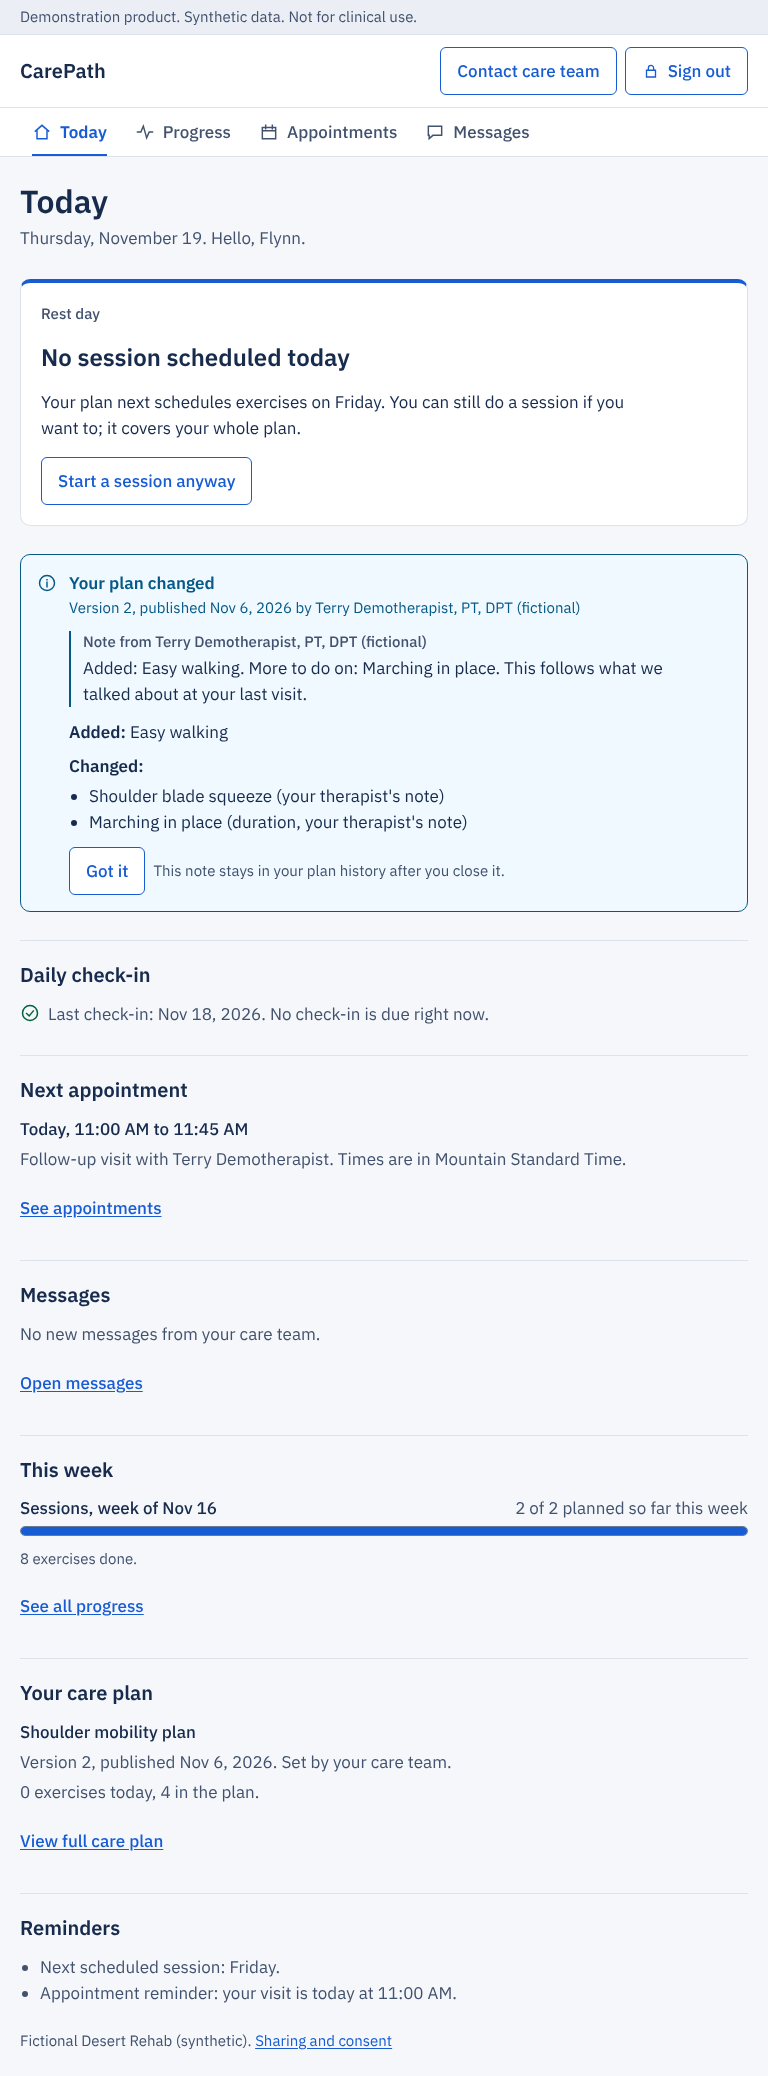 Demonstration product. Synthetic data. Not for clinical use.
CarePath
Contact care team
Sign out
Today
Progress
Appointments
Messages
Today
Thursday, November 19. Hello, Flynn.
Rest day
No session scheduled today
Your plan next schedules exercises on Friday. You can still do a session if you
want to; it covers your whole plan.
Start a session anyway
Your plan changed
Version 2, published Nov 6, 2026 by Terry Demotherapist, PT, DPT (fictional)
Note from Terry Demotherapist, PT, DPT (fictional)
Added: Easy walking. More to do on: Marching in place. This follows what we
talked about at your last visit.
Added: Easy walking
Changed:
Shoulder blade squeeze (your therapist's note)
Marching in place (duration, your therapist's note)
Got it
This note stays in your plan history after you close it.
Daily check-in
Last check-in: Nov 18, 2026. No check-in is due right now.
Next appointment
Today, 11:00 AM to 11:45 AM
Follow-up visit with Terry Demotherapist. Times are in Mountain Standard Time.
See appointments
Messages
No new messages from your care team.
Open messages
This week
Sessions, week of Nov 16
2 of 2 planned so far this week
8 exercises done.
See all progress
Your care plan
Shoulder mobility plan
Version 2, published Nov 6, 2026. Set by your care team.
0 exercises today, 4 in the plan.
View full care plan
Reminders
Next scheduled session: Friday.
Appointment reminder: your visit is today at 11:00 AM.
Fictional Desert Rehab (synthetic). Sharing and consent